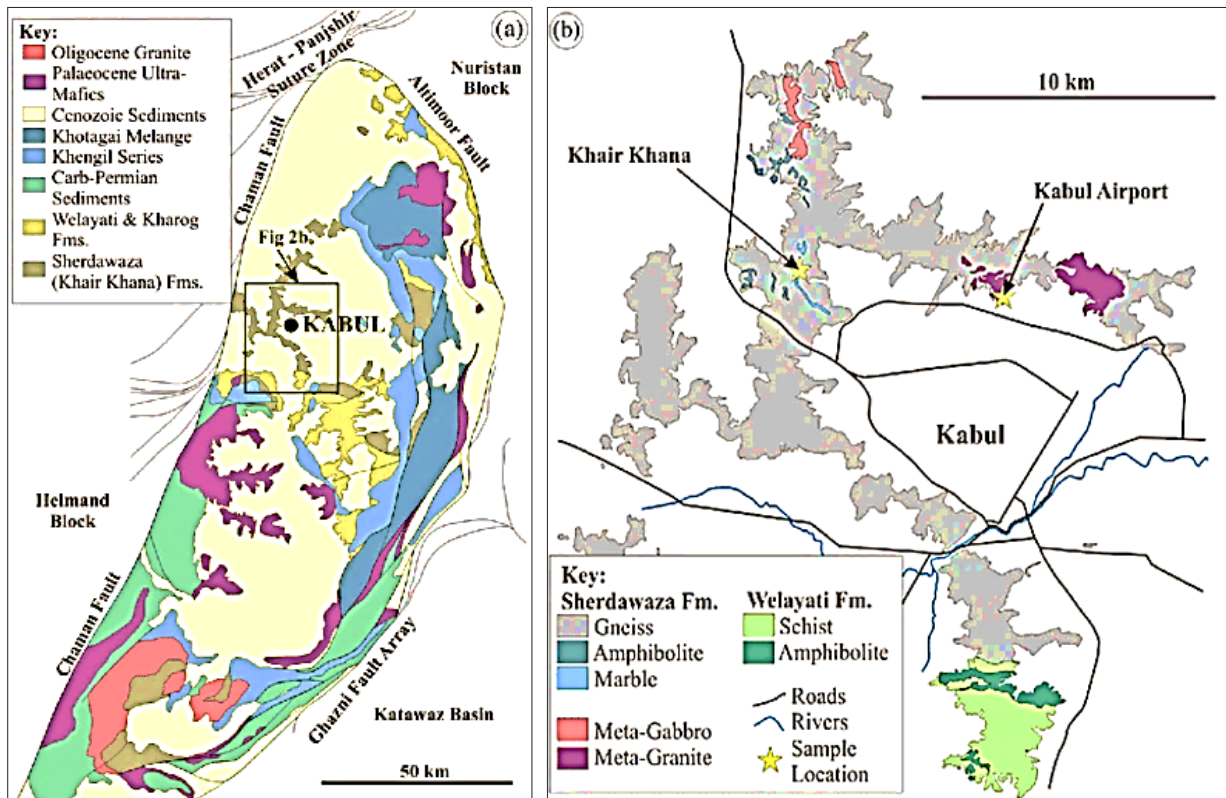 (a)
Key:
Oligocene Granite
Palaeocene Ultra-
Mafics
Cenozoic Sediments
Khotagai Melange
Khengil Series
Carb-Permian
Sediments
Welayati & Kharog
Fms.
Sherdawaza
(Khair Khana) Fms.
Herat - Panjshir
Suture Zone
Nuristan
Block
Altimoor Fault
Chaman Fault
Fig 2b.
KABUL
Helmand
Block
Chaman Fault
Ghazni Fault Array
Katawaz Basin
50 km
(b)
10 km
Khair Khana
Kabul Airport
Kabul
Key:
Sherdawaza Fm.
Gneiss
Amphibolite
Marble
Meta-Gabbro
Meta-Granite
Welayati Fm.
Schist
Amphibolite
Roads
Rivers
Sample
Location